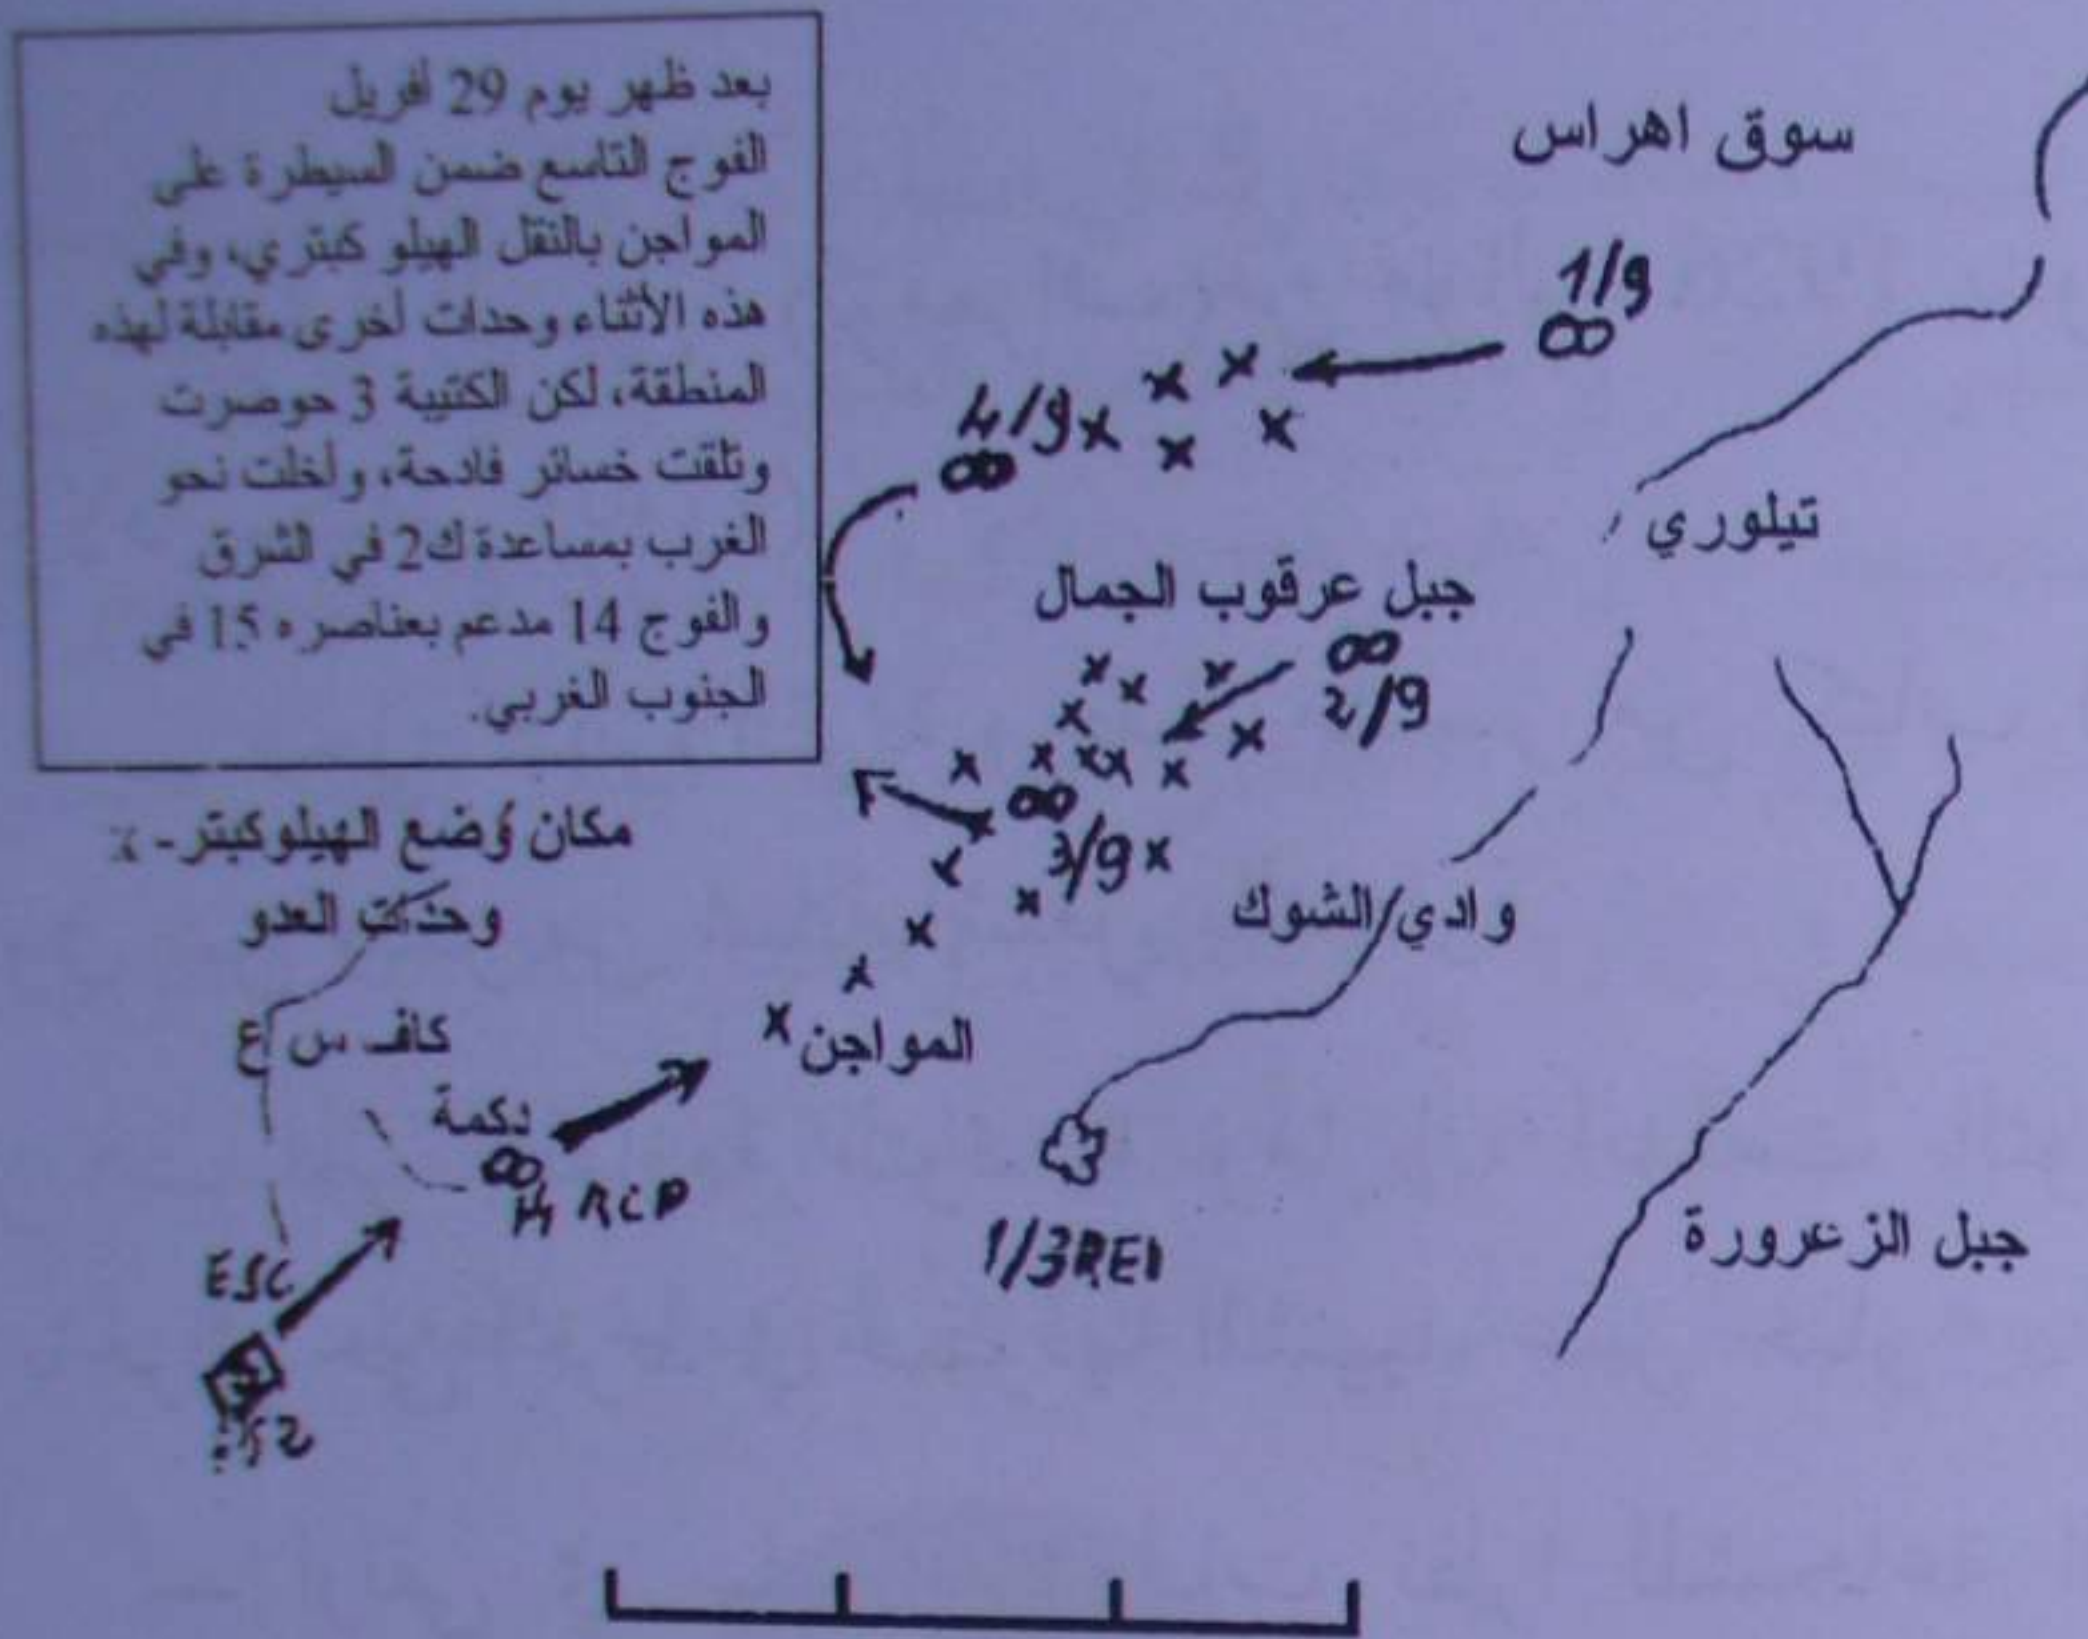 بعد ظهر يوم 29 أفريل
الفوج التاسع ضمن السيطرة على
المواجن بالنقل الهيلو كبتري، وفي
هذه الأثناء وحدات أخرى مقابلة لهذه
المنطقة، لكن الكتيبة 3 حوصرت
وتلقت خسائر فادحة، وأخلت نحو
الغرب بمساعدة ك2 في الشرق
والفوج 14 مدعم بعناصره 15 في
الجنوب الغربي.
سوق اهراس
1/9
4/9
تيلوري
جبل عرقوب الجمال
2/9
3/9
مكان وضع الهيلوكبتر-
العدو
وادي الشوك
كاف س ع
المواجن
دكمة
14 RCP
1/3REI
جبل الزعرورة
ESC